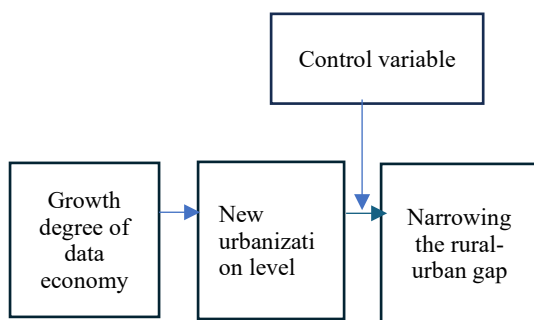 Control variable
Growth
degree of
data
economy
New
urbanizati
on level
Narrowing
the rural-
urban gap